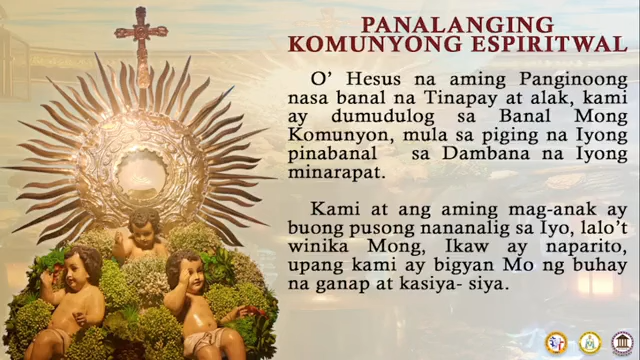 PANALANGING
KOMUNYONG ESPIRITWAL
O' Hesus na aming Panginoong
nasa banal na Tinapay at alak, kami
ay dumudulog sa Banal Mong
Komunyon, mula sa piging na Iyong
pinabanal sa Dambana na Iyong
minarapat.
Kami at ang aming mag-anak ay
buong pusong nananalig sa Iyo, lalo't
winika Mong, Ikaw ay naparito,
upang kami ay bigyan Mo ng buhay
na ganap at kasiya- siya.